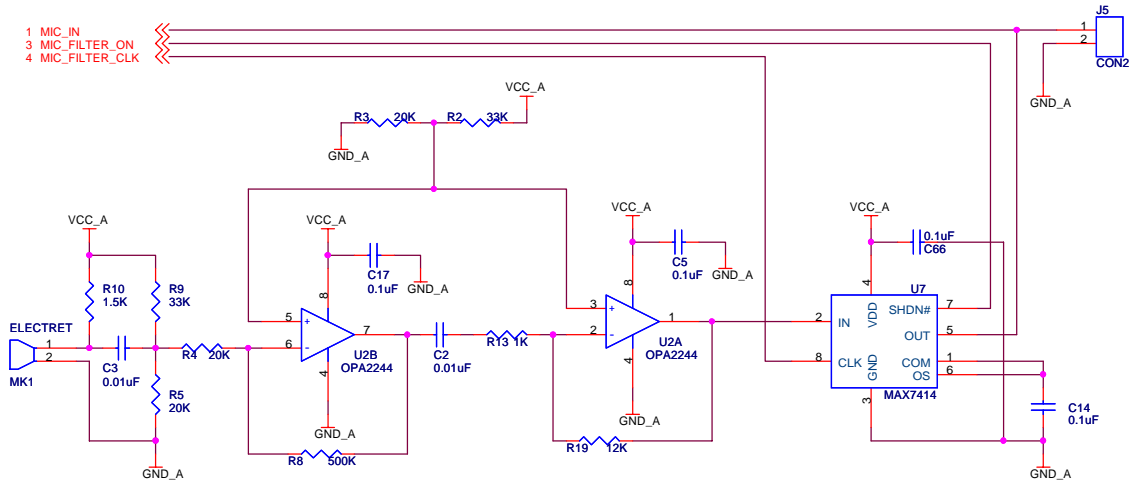 J5
1 MIC_IN
3 MIC_FILTER_ON
4 MIC_FILTER_CLK
1
2
CON2
GND_A
VCC_A
R3 20K
R2 33K
GND_A
VCC_A
VCC_A
VCC_A
VCC_A
0.1uF
C66
C17
0.1uF
GND_A
C5
0.1uF
GND_A
R10
1.5K
R9
33K
8
8
4
U7
ELECTRET
1
2
MK1
C3
0.01uF
R4 20K
5
+
6
-
7
U2B
OPA2244
4
C2
0.01uF
R13 1K
3
+
2
-
1
U2A
OPA2244
4
2
IN
VDD
SHDN#
7
OUT
5
8
CLK
GND
COM
1
OS
6
MAX7414
3
R5
20K
C14
0.1uF
GND_A
GND_A
R8 500K
R19 12K
GND_A
GND_A